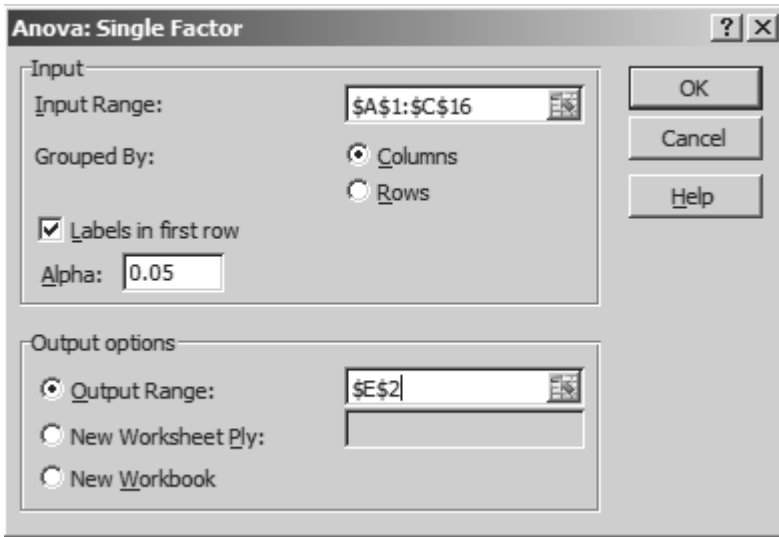 Anova: Single Factor
Input
Input Range: $A$1:$C$16
Grouped By: Columns
Rows
Labels in first row
Alpha: 0.05
OK
Cancel
Help
Output options
Output Range: $E$2
New Worksheet Ply:
New Workbook